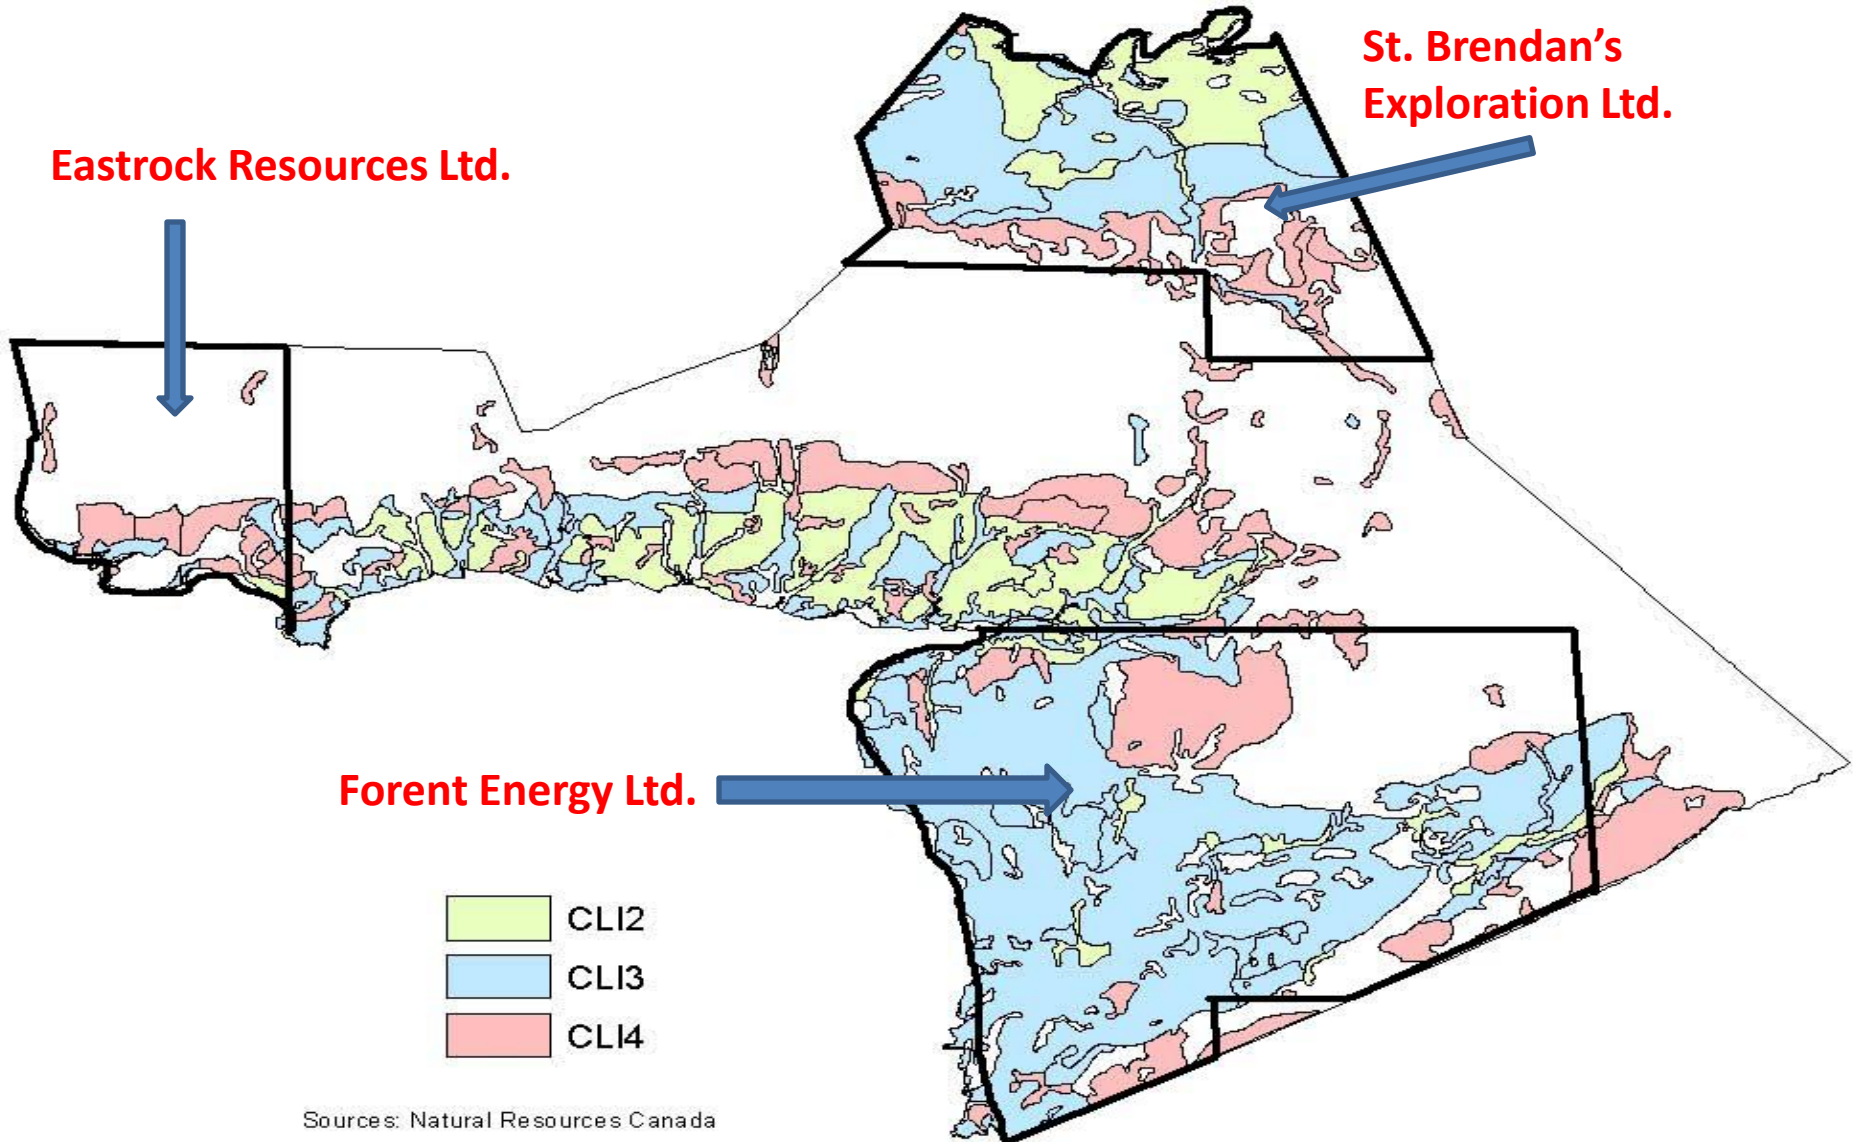 St. Brendan’s
Exploration Ltd.
Eastrock Resources Ltd.
Forent Energy Ltd.
CLI2
CLI3
CLI4
Sources: Natural Resources Canada